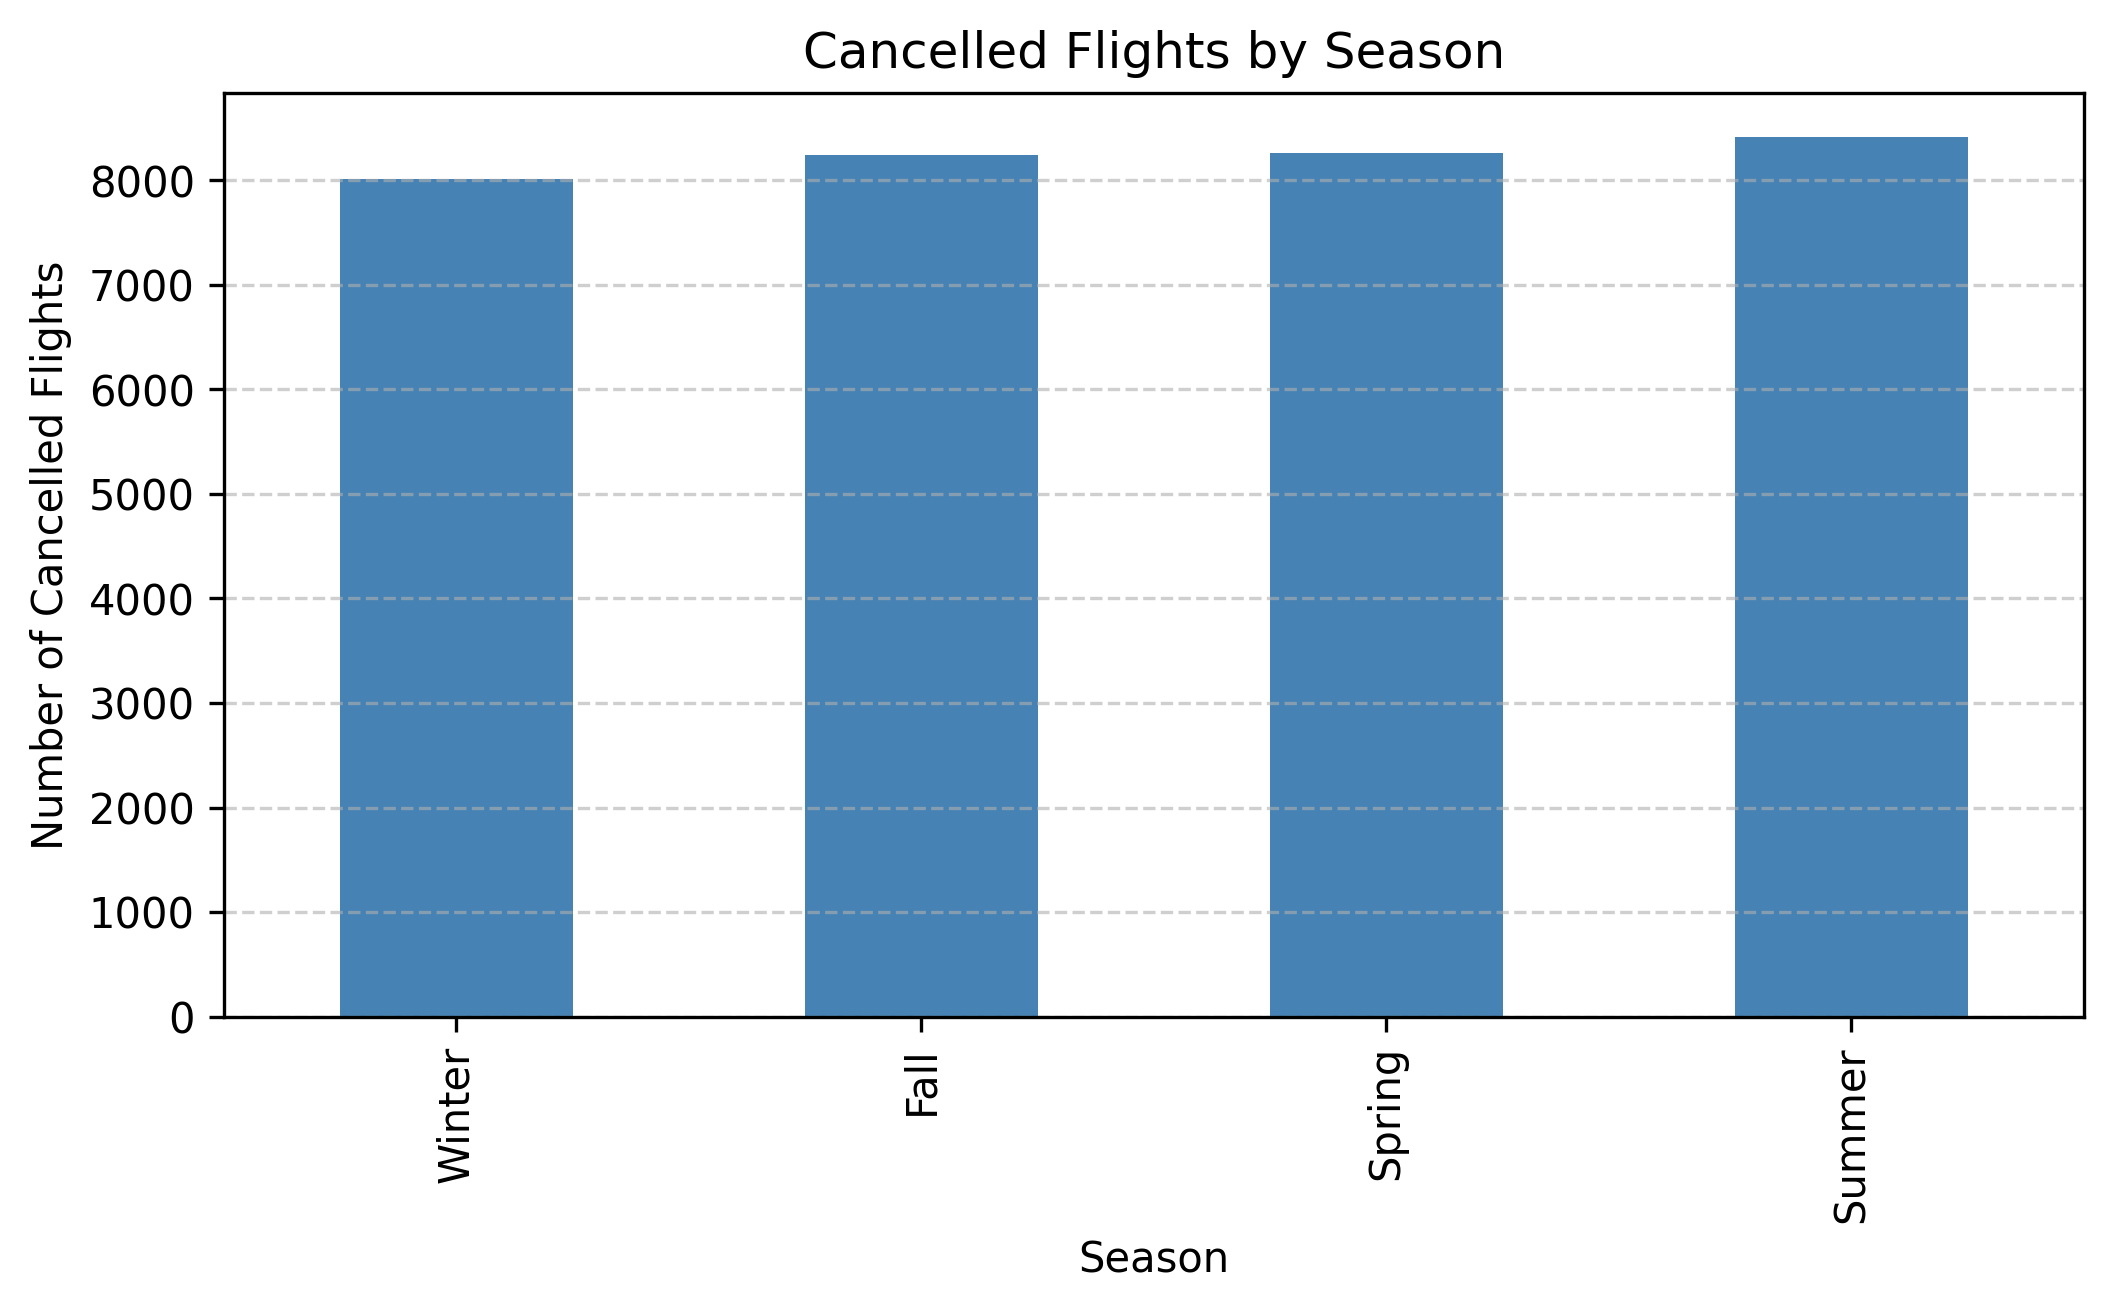 Cancelled Flights by Season
Number of Cancelled Flights
8000
7000
6000
5000
4000
3000
2000
1000
0
Winter
Fall
Spring
Summer
Season